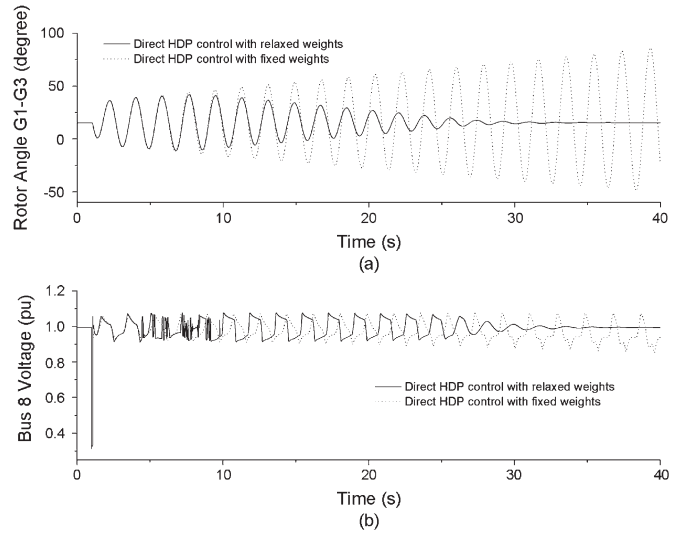 100
50
0
-50
Rotor Angle G1-G3 (degree)
Direct HDP control with relaxed weights
Direct HDP control with fixed weights
0
10
20
30
40
Time (s)
(a)
1.2
1.0
0.8
0.6
0.4
Bus 8 Voltage (pu)
Direct HDP control with relaxed weights
Direct HDP control with fixed weights
0
10
20
30
40
Time (s)
(b)